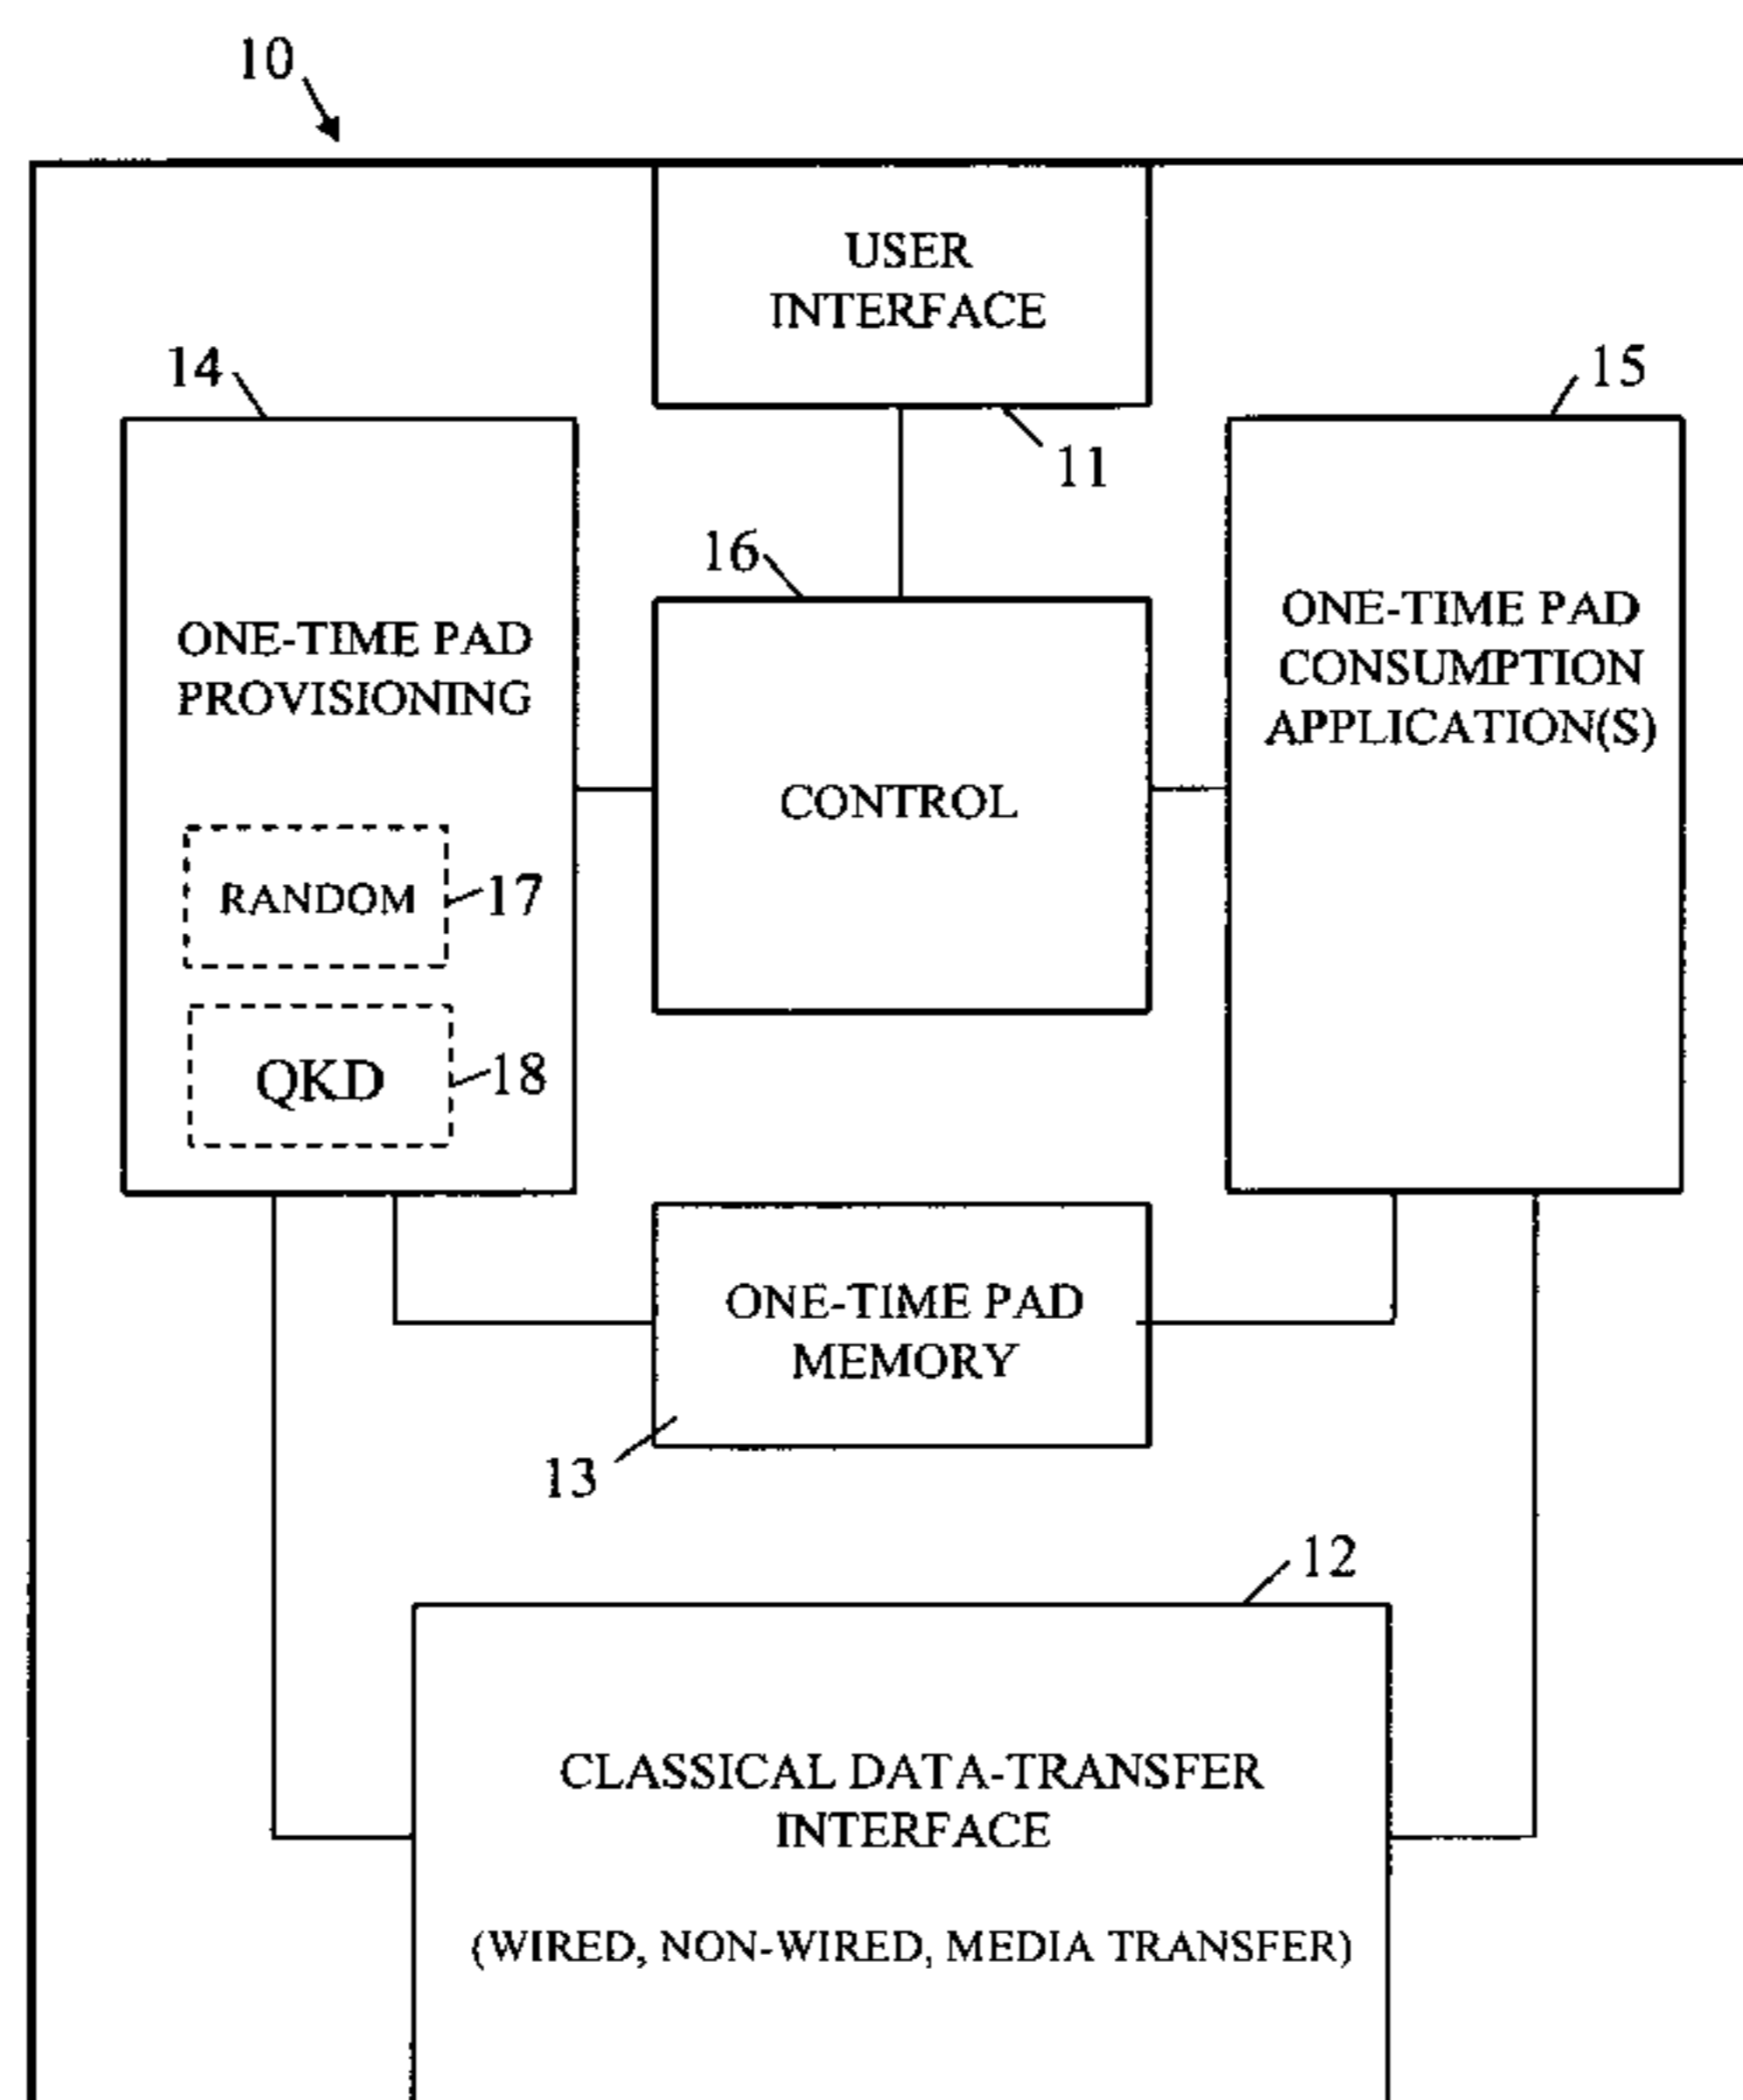 10
USER
INTERFACE
14
15
11
16
ONE-TIME PAD
PROVISIONING
ONE-TIME PAD
CONSUMPTION
APPLICATION(S)
CONTROL
RANDOM
17
QKD
18
ONE-TIME PAD
MEMORY
13
12
CLASSICAL DATA-TRANSFER
INTERFACE
(WIRED, NON-WIRED, MEDIA TRANSFER)